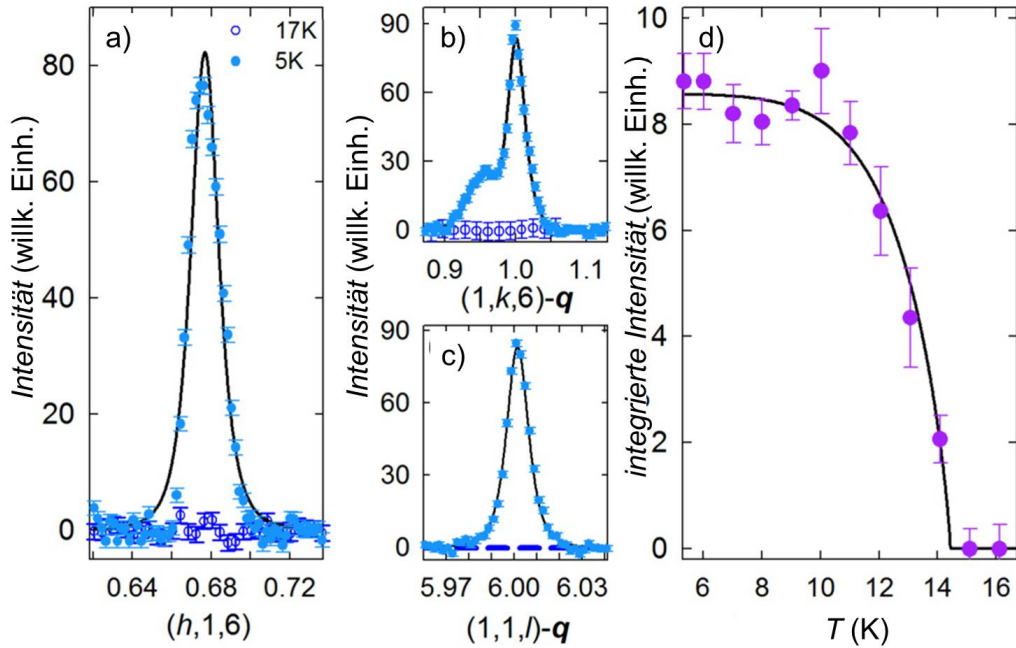 a)
17K
5K
Intensität (willk. Einh.)
80
60
40
20
0
0.64
0.68
0.72
(h,1,6)
b)
Intensität (willk. Einh.)
90
60
30
0
0.9
1.0
1.1
(1,k,6)-q
c)
90
60
30
0
5.97
6.00
6.03
(1,1,l)-q
d)
integrierte Intensität (willk. Einh.)
10
8
6
4
2
0
6
8
10
12
14
16
T (K)